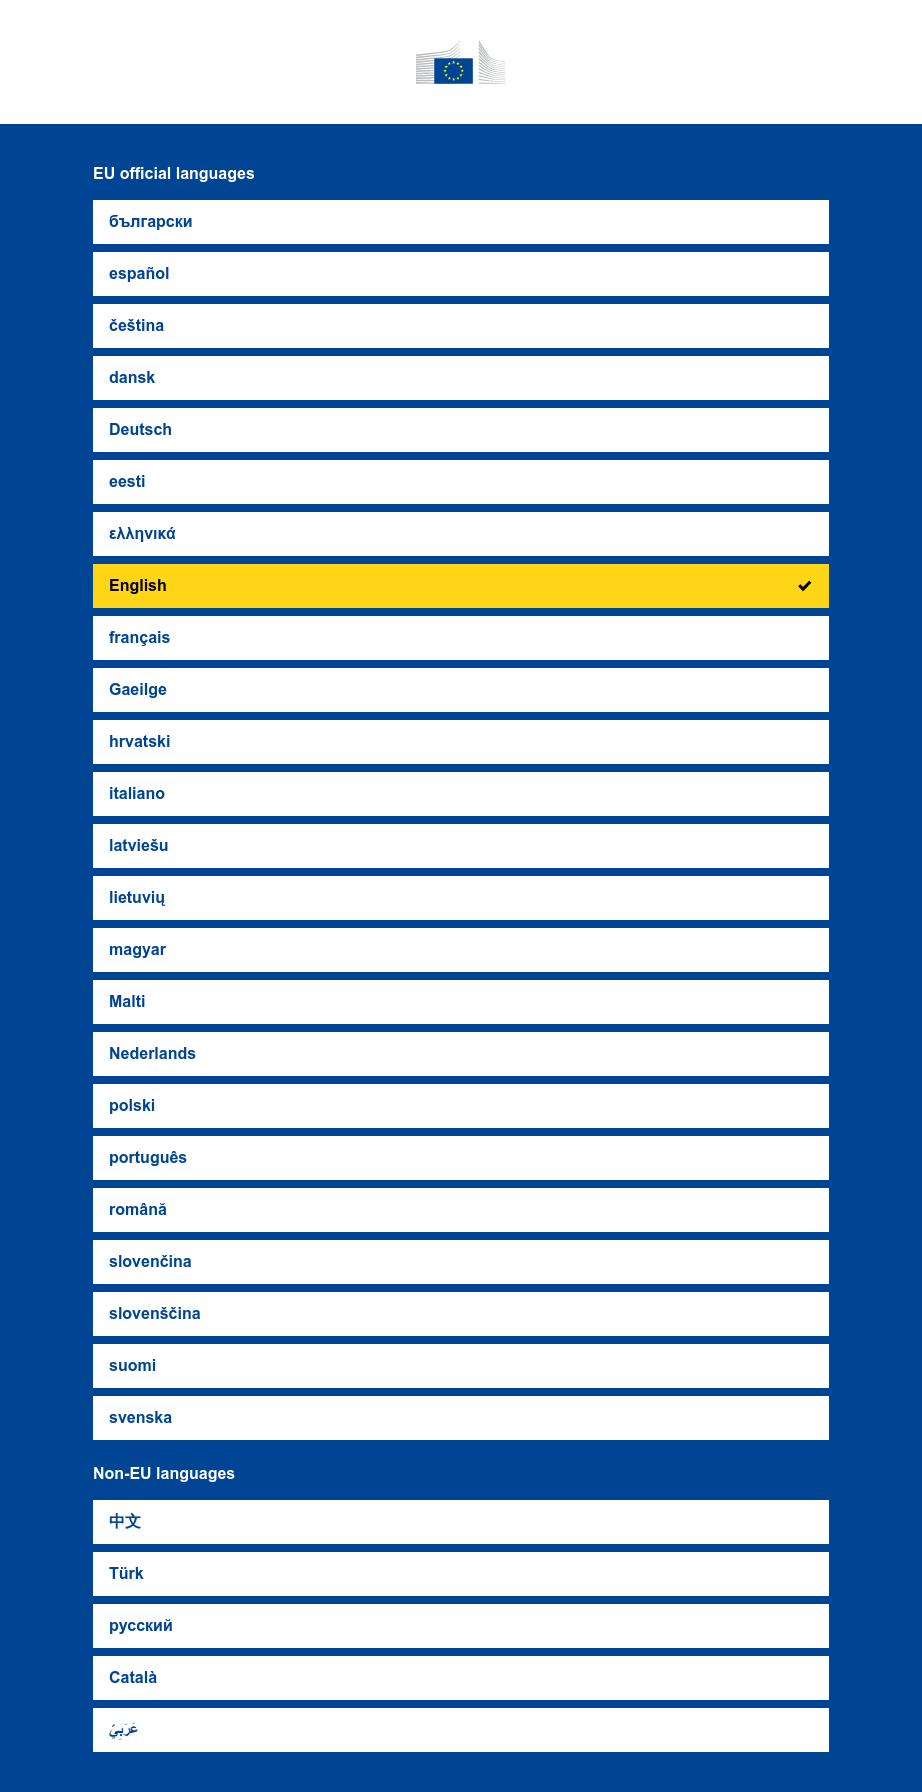 EU official languages
български
español
čeština
dansk
Deutsch
eesti
ελληνικά
English
français
Gaeilge
hrvatski
italiano
latviešu
lietuvių
magyar
Malti
Nederlands
polski
português
română
slovenčina
slovenščina
suomi
svenska
Non-EU languages
中文
Türk
русский
Català
عَرَبِيّ